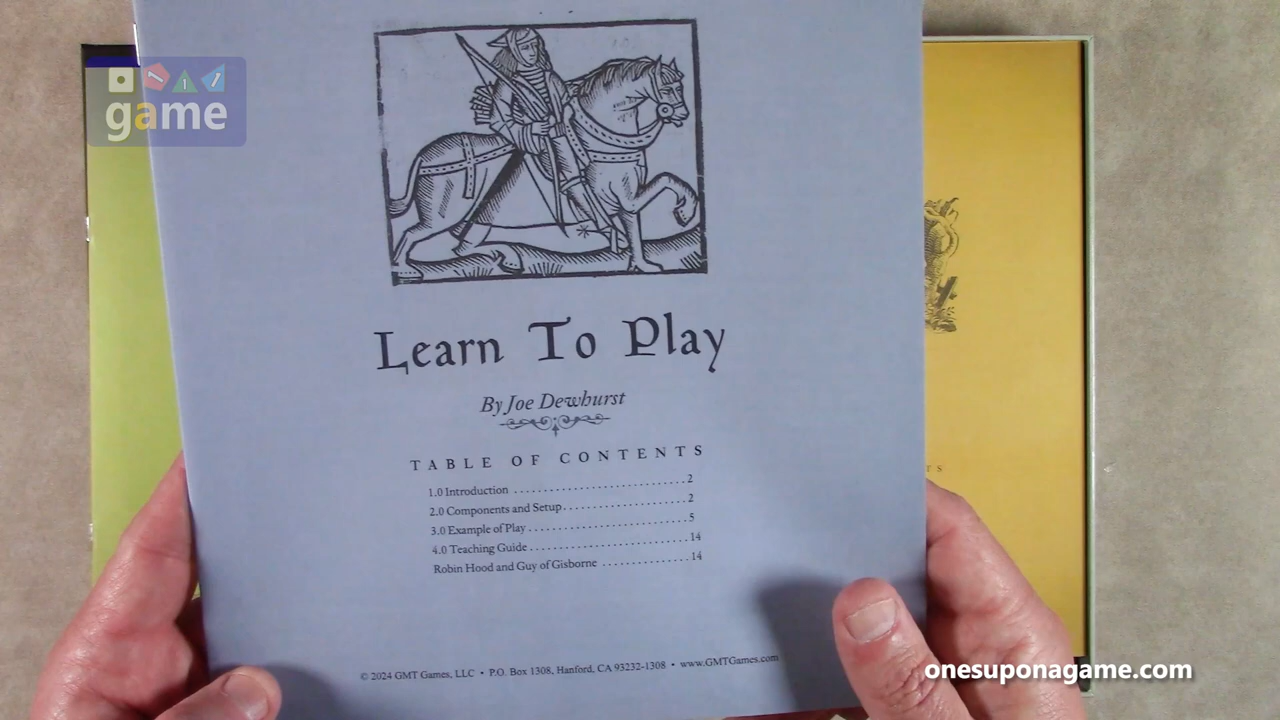 game
Learn To Play
By Joe Dewhurst
TABLE OF CONTENTS
1.0 Introduction ................................. 2
2.0 Components and Setup ........................ 2
3.0 Example of Play .............................. 5
4.0 Teaching Guide ............................... 14
Robin Hood and Guy of Gisborne ............... 14
© 2024 GMT Games, LLC • P.O. Box 1308, Hanford, CA 93232-1308 • www.GMTGames.com
onesuponagame.com